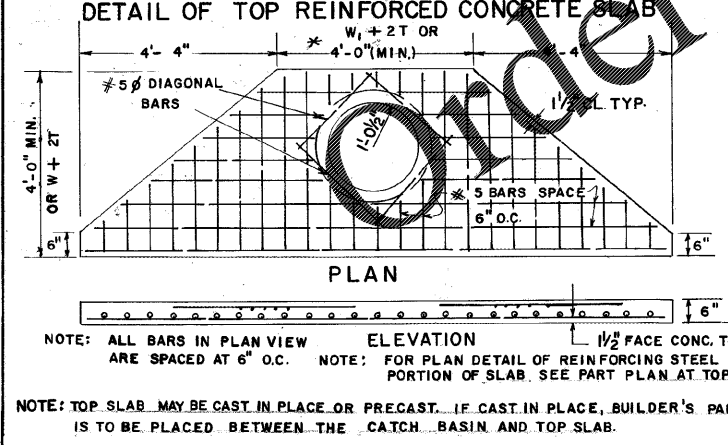 DETAIL OF TOP REINFORCED CONCRETE SLAB
W1 + 2T OR
4'- 4" * 4'-0"(MIN.) 4'- 4"
#5 Ø DIAGONAL
BARS
1½" CL. TYP.
1'-0½"
4'-0" MIN.
OR W + 2T
# 5 BARS SPACE
6" O.C.
6" 6"
Order
PLAN
6"
NOTE: ALL BARS IN PLAN VIEW
ARE SPACED AT 6" O.C.
ELEVATION
1½" FACE CONC. T
NOTE: FOR PLAN DETAIL OF REINFORCING STEEL
PORTION OF SLAB SEE PART PLAN AT TOP
NOTE: TOP SLAB MAY BE CAST IN PLACE OR PRECAST. IF CAST IN PLACE, BUILDER'S PA
IS TO BE PLACED BETWEEN THE CATCH BASIN AND TOP SLAB.